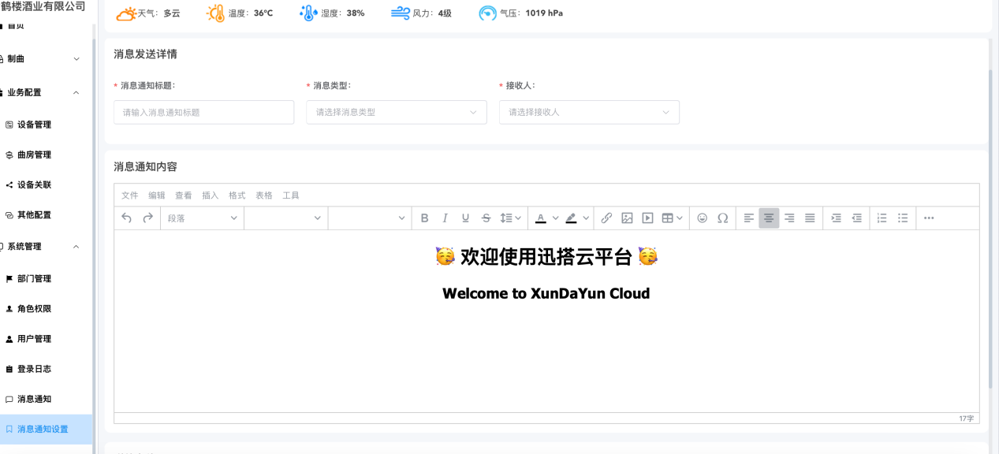 鹤楼酒业有限公司
天气: 多云 温度: 36℃ 湿度: 38% 风力: 4级 气压: 1019 hPa
首页
制曲
业务配置
设备管理
曲房管理
设备关联
其他配置
系统管理
部门管理
角色权限
用户管理
登录日志
消息通知
消息通知设置
消息发送详情
* 消息通知标题: * 消息类型: * 接收人:
请输入消息通知标题 请选择消息类型 请选择接收人
消息通知内容
文件 编辑 查看 插入 格式 表格 工具
段落
🥳 欢迎使用迅搭云平台 🥳
Welcome to XunDaYun Cloud
17字